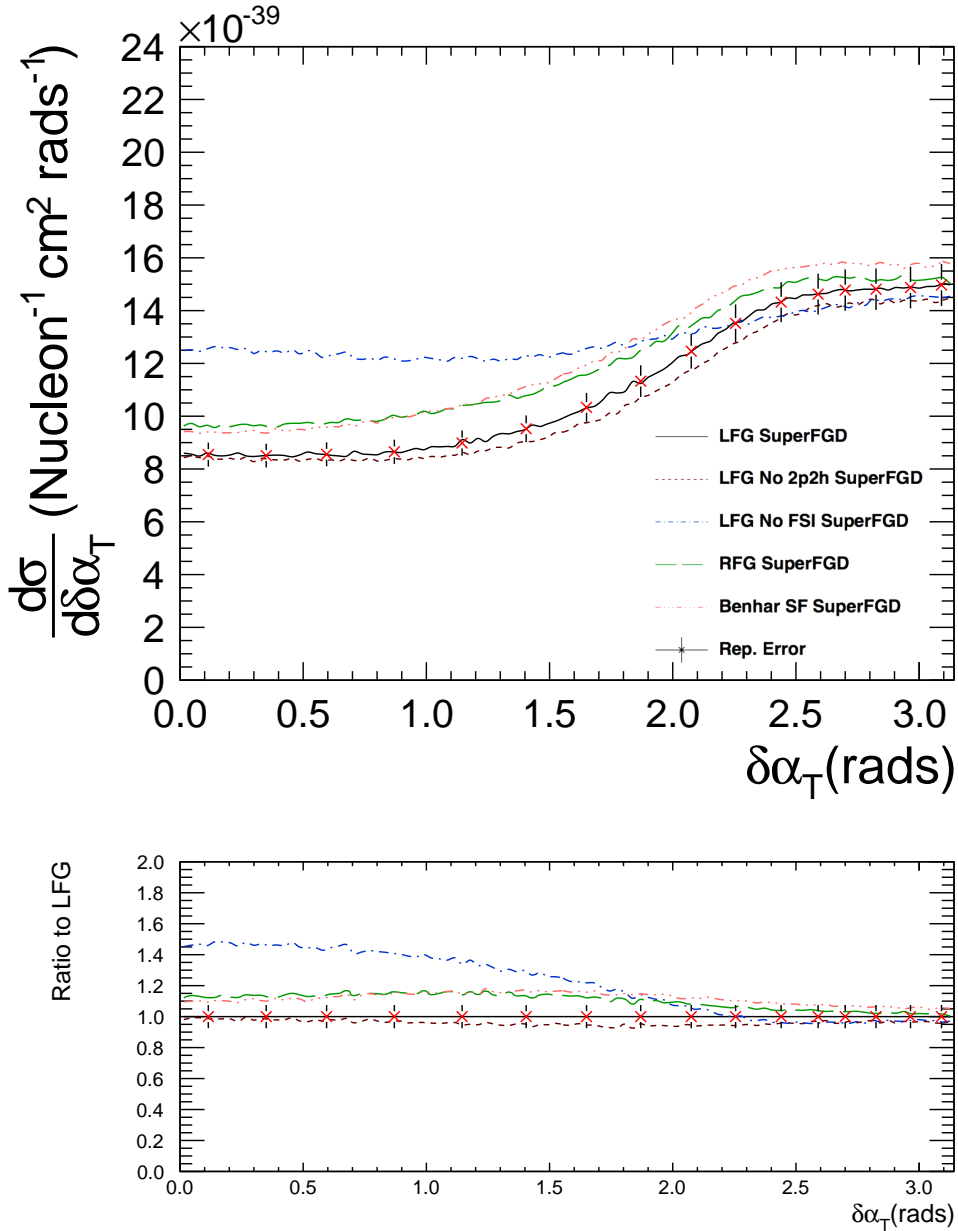 ×10⁻³⁹
dσ/dδα_T (Nucleon⁻¹ cm² rads⁻¹)
24
22
20
18
16
14
12
10
8
6
4
2
0
LFG SuperFGD
LFG No 2p2h SuperFGD
LFG No FSI SuperFGD
RFG SuperFGD
Benhar SF SuperFGD
Rep. Error
0.0 0.5 1.0 1.5 2.0 2.5 3.0
δα_T(rads)
Ratio to LFG
2.0
1.8
1.6
1.4
1.2
1.0
0.8
0.6
0.4
0.2
0.0
0.0 0.5 1.0 1.5 2.0 2.5 3.0
δα_T(rads)